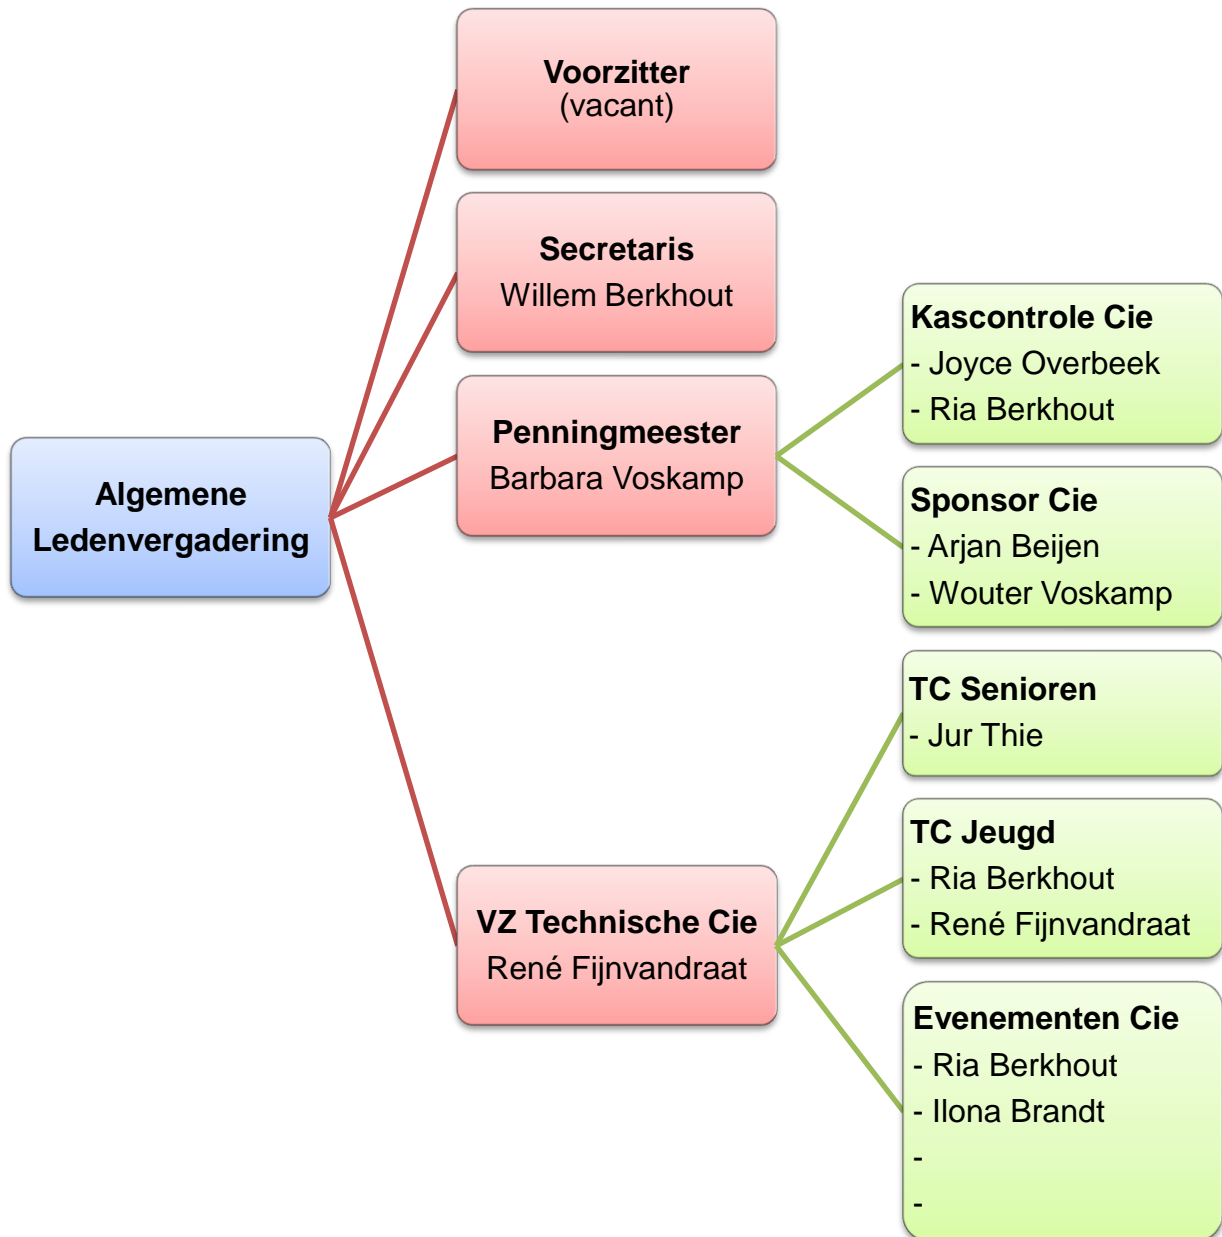 Algemene
Ledenvergadering
Voorzitter
(vacant)
Secretaris
Willem Berkhout
Penningmeester
Barbara Voskamp
Kascontrole Cie
- Joyce Overbeek
- Ria Berkhout
Sponsor Cie
- Arjan Beijen
- Wouter Voskamp
VZ Technische Cie
René Fijnvandraat
TC Senioren
- Jur Thie
TC Jeugd
- Ria Berkhout
- René Fijnvandraat
Evenementen Cie
- Ria Berkhout
- Ilona Brandt
-
-